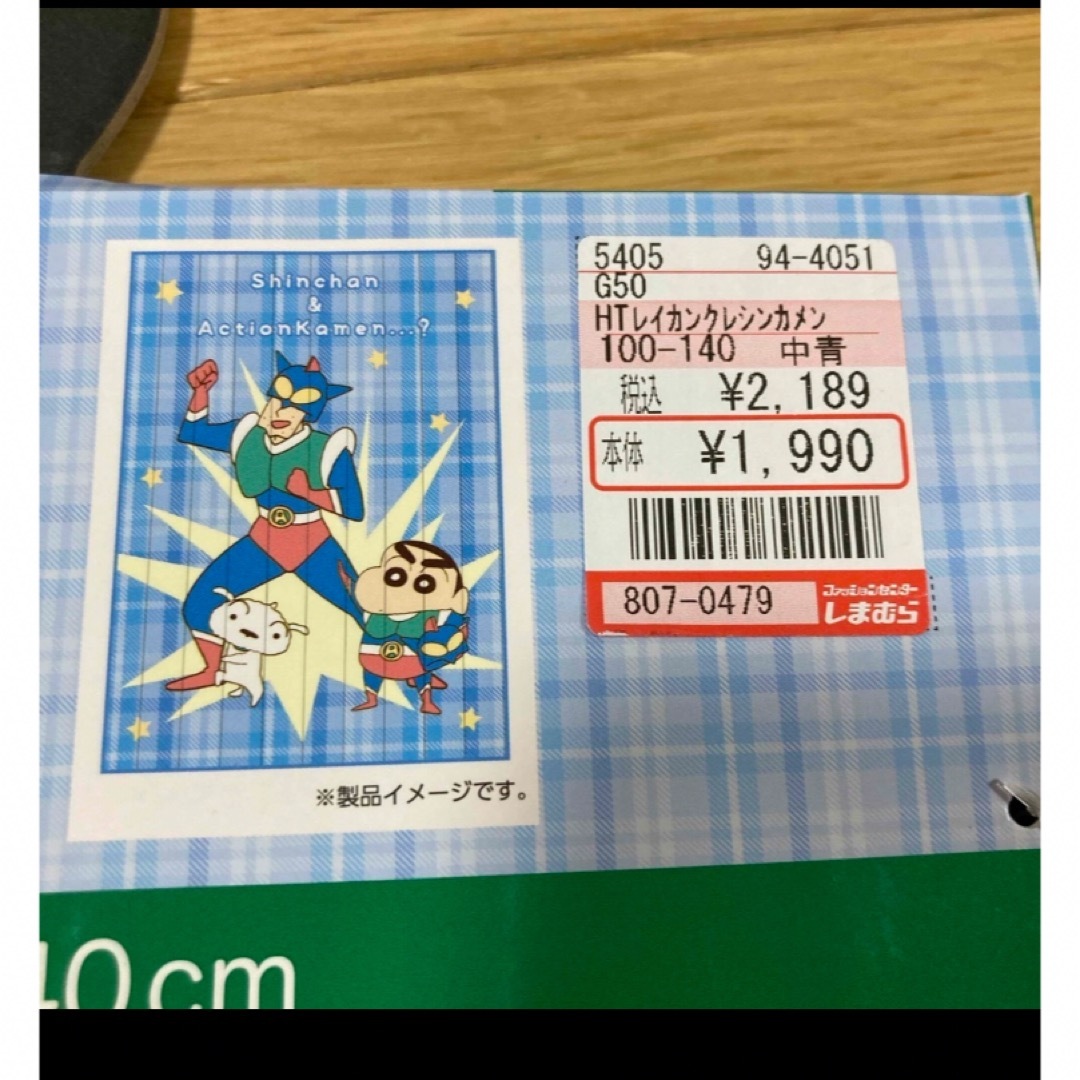 Shinchan
&
ActionKamen...?
※製品イメージです。
5405 94-4051
G50
HTレイカンクレシンカメン
100-140 中青
税込 ¥2,189
本体 ¥1,990
807-0479
ファッションセンター
しまむら
40cm